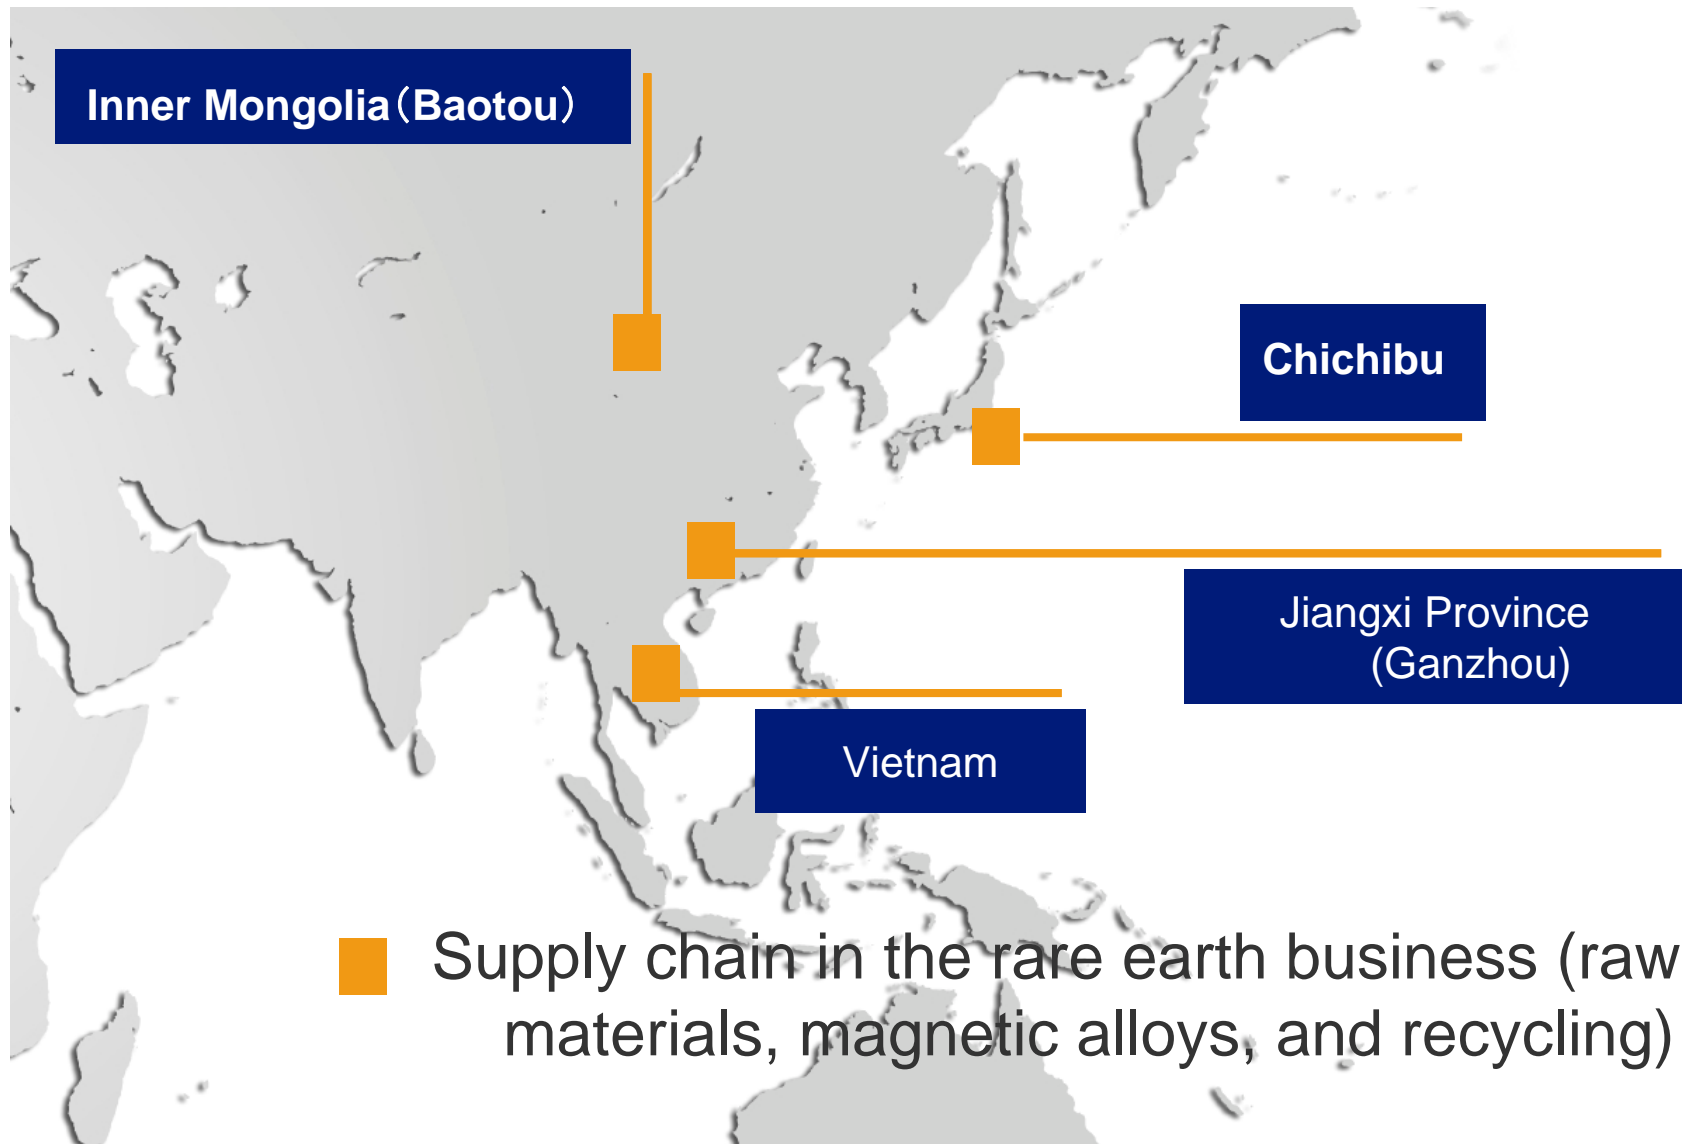 Inner Mongolia（Baotou）
Chichibu
Jiangxi Province
(Ganzhou)
Vietnam
Supply chain in the rare earth business (raw
materials, magnetic alloys, and recycling)